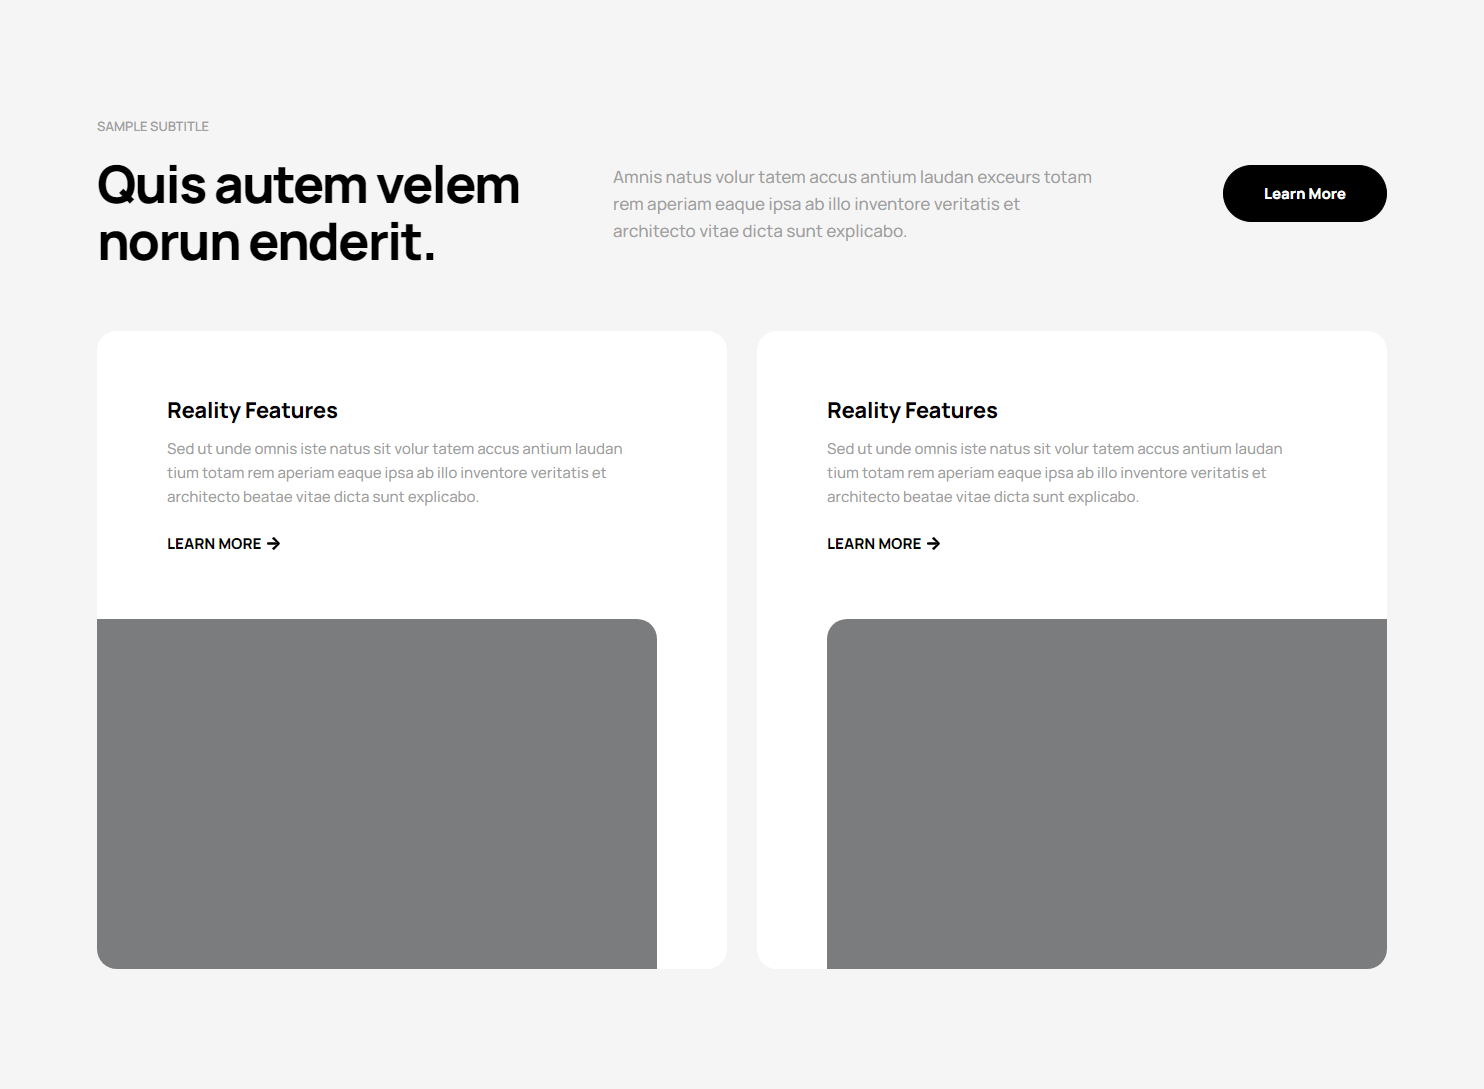 SAMPLE SUBTITLE
Quis autem velem
norun enderit.
Amnis natus volur tatem accus antium laudan exceurs totam
rem aperiam eaque ipsa ab illo inventore veritatis et
architecto vitae dicta sunt explicabo.
Learn More
Reality Features
Sed ut unde omnis iste natus sit volur tatem accus antium laudan
tium totam rem aperiam eaque ipsa ab illo inventore veritatis et
architecto beatae vitae dicta sunt explicabo.
LEARN MORE →
Reality Features
Sed ut unde omnis iste natus sit volur tatem accus antium laudan
tium totam rem aperiam eaque ipsa ab illo inventore veritatis et
architecto beatae vitae dicta sunt explicabo.
LEARN MORE →